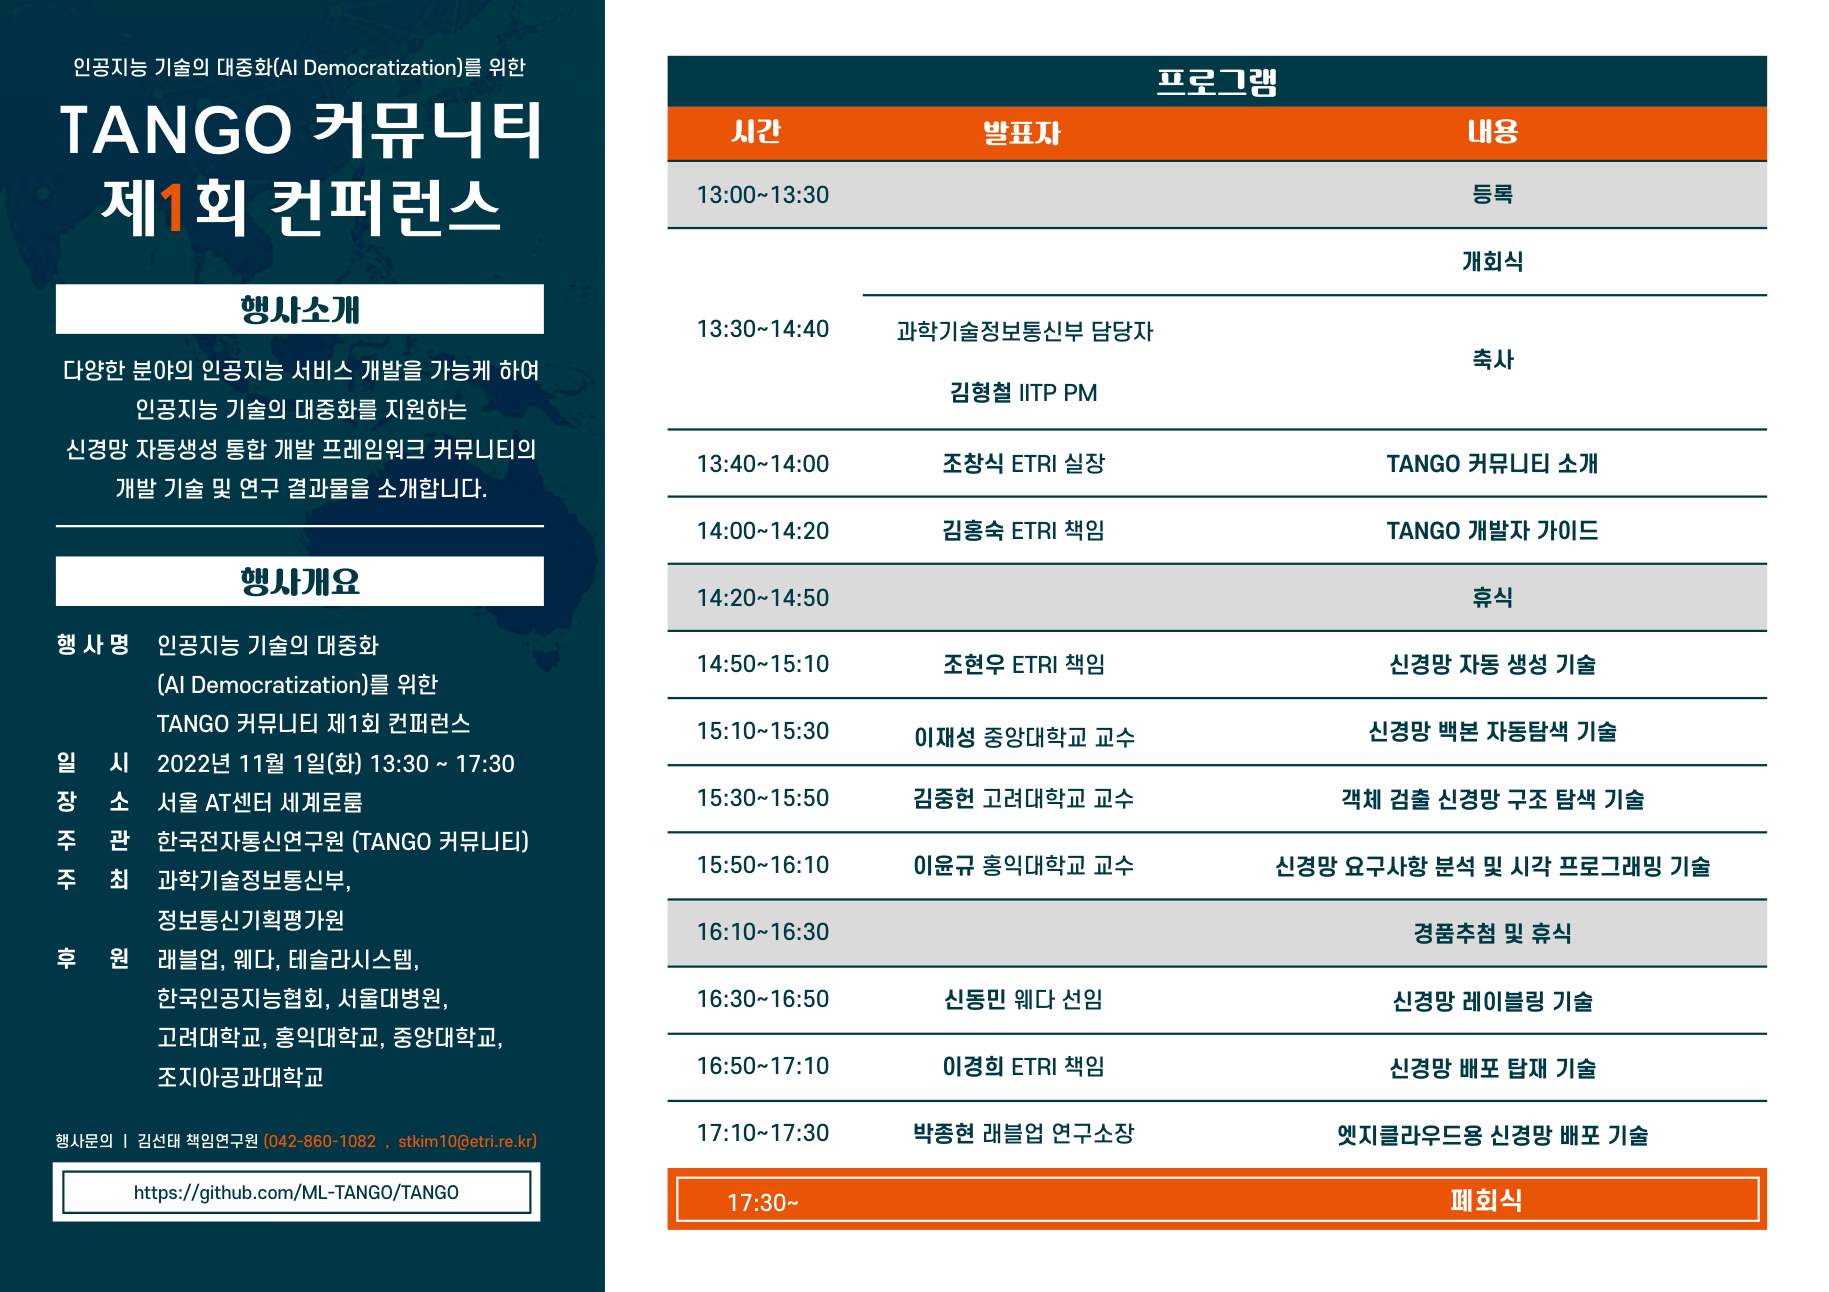 인공지능 기술의 대중화(AI Democratization)를 위한
TANGO 커뮤니티
제1회 컨퍼런스
행사소개
다양한 분야의 인공지능 서비스 개발을 가능케 하여
인공지능 기술의 대중화를 지원하는
신경망 자동생성 통합 개발 프레임워크 커뮤니티의
개발 기술 및 연구 결과물을 소개합니다.
행사개요
행사명 인공지능 기술의 대중화
(AI Democratization)를 위한
TANGO 커뮤니티 제1회 컨퍼런스
일 시 2022년 11월 1일(화) 13:30 ~ 17:30
장 소 서울 AT센터 세계로룸
주 관 한국전자통신연구원 (TANGO 커뮤니티)
주 최 과학기술정보통신부,
정보통신기획평가원
후 원 래블업, 웨다, 테슬라시스템,
한국인공지능협회, 서울대병원,
고려대학교, 홍익대학교, 중앙대학교,
조지아공과대학교
행사문의 | 김선태 책임연구원 (042-860-1082 , stkim10@etri.re.kr)
https://github.com/ML-TANGO/TANGO
프로그램
시간 발표자 내용
13:00~13:30 등록
개회식
13:30~14:40 과학기술정보통신부 담당자
축사
김형철 IITP PM
13:40~14:00 조창식 ETRI 실장 TANGO 커뮤니티 소개
14:00~14:20 김홍숙 ETRI 책임 TANGO 개발자 가이드
14:20~14:50 휴식
14:50~15:10 조현우 ETRI 책임 신경망 자동 생성 기술
15:10~15:30 이재성 중앙대학교 교수 신경망 백본 자동탐색 기술
15:30~15:50 김중헌 고려대학교 교수 객체 검출 신경망 구조 탐색 기술
15:50~16:10 이윤규 홍익대학교 교수 신경망 요구사항 분석 및 시각 프로그래밍 기술
16:10~16:30 경품추첨 및 휴식
16:30~16:50 신동민 웨다 선임 신경망 레이블링 기술
16:50~17:10 이경희 ETRI 책임 신경망 배포 탑재 기술
17:10~17:30 박종현 래블업 연구소장 엣지클라우드용 신경망 배포 기술
17:30~ 폐회식